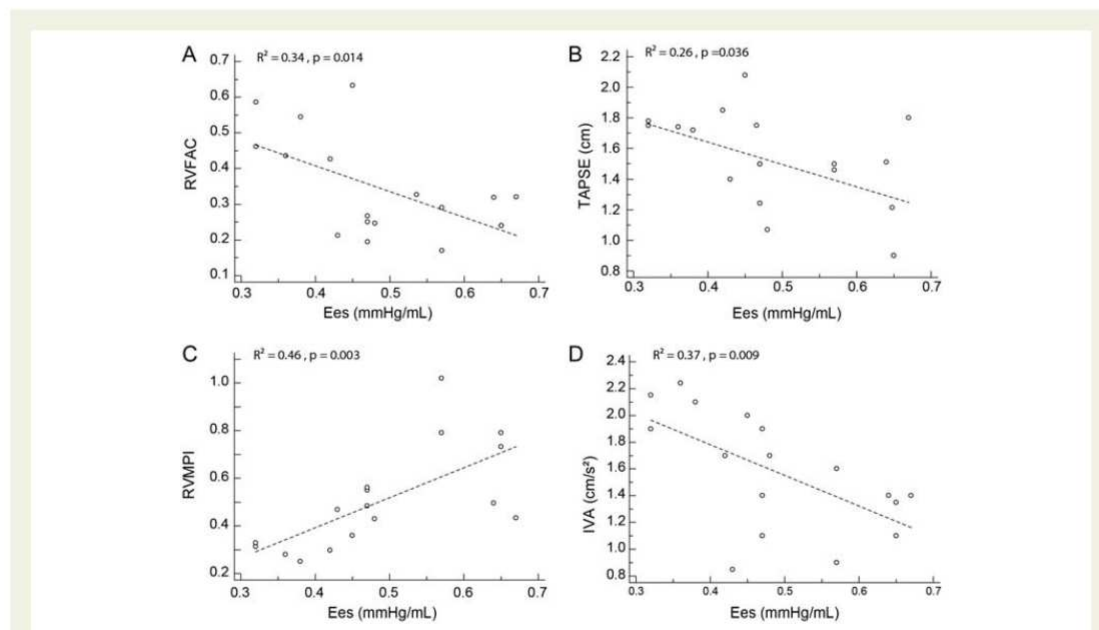 A
R² = 0.34, p = 0.014
0.7
0.6
0.5
0.4
0.3
0.2
0.1
RVFAC
0.3 0.4 0.5 0.6 0.7
Ees (mmHg/mL)
B
R² = 0.26, p =0.036
2.2
2.0
1.8
1.6
1.4
1.2
1.0
0.8
TAPSE (cm)
0.3 0.4 0.5 0.6 0.7
Ees (mmHg/mL)
C
R² = 0.46, p = 0.003
1.0
0.8
0.6
0.4
0.2
RVMPI
0.3 0.4 0.5 0.6 0.7
Ees (mmHg/mL)
D
R² = 0.37, p = 0.009
2.4
2.2
2.0
1.8
1.6
1.4
1.2
1.0
0.8
IVA (cm/s²)
0.3 0.4 0.5 0.6 0.7
Ees (mmHg/mL)